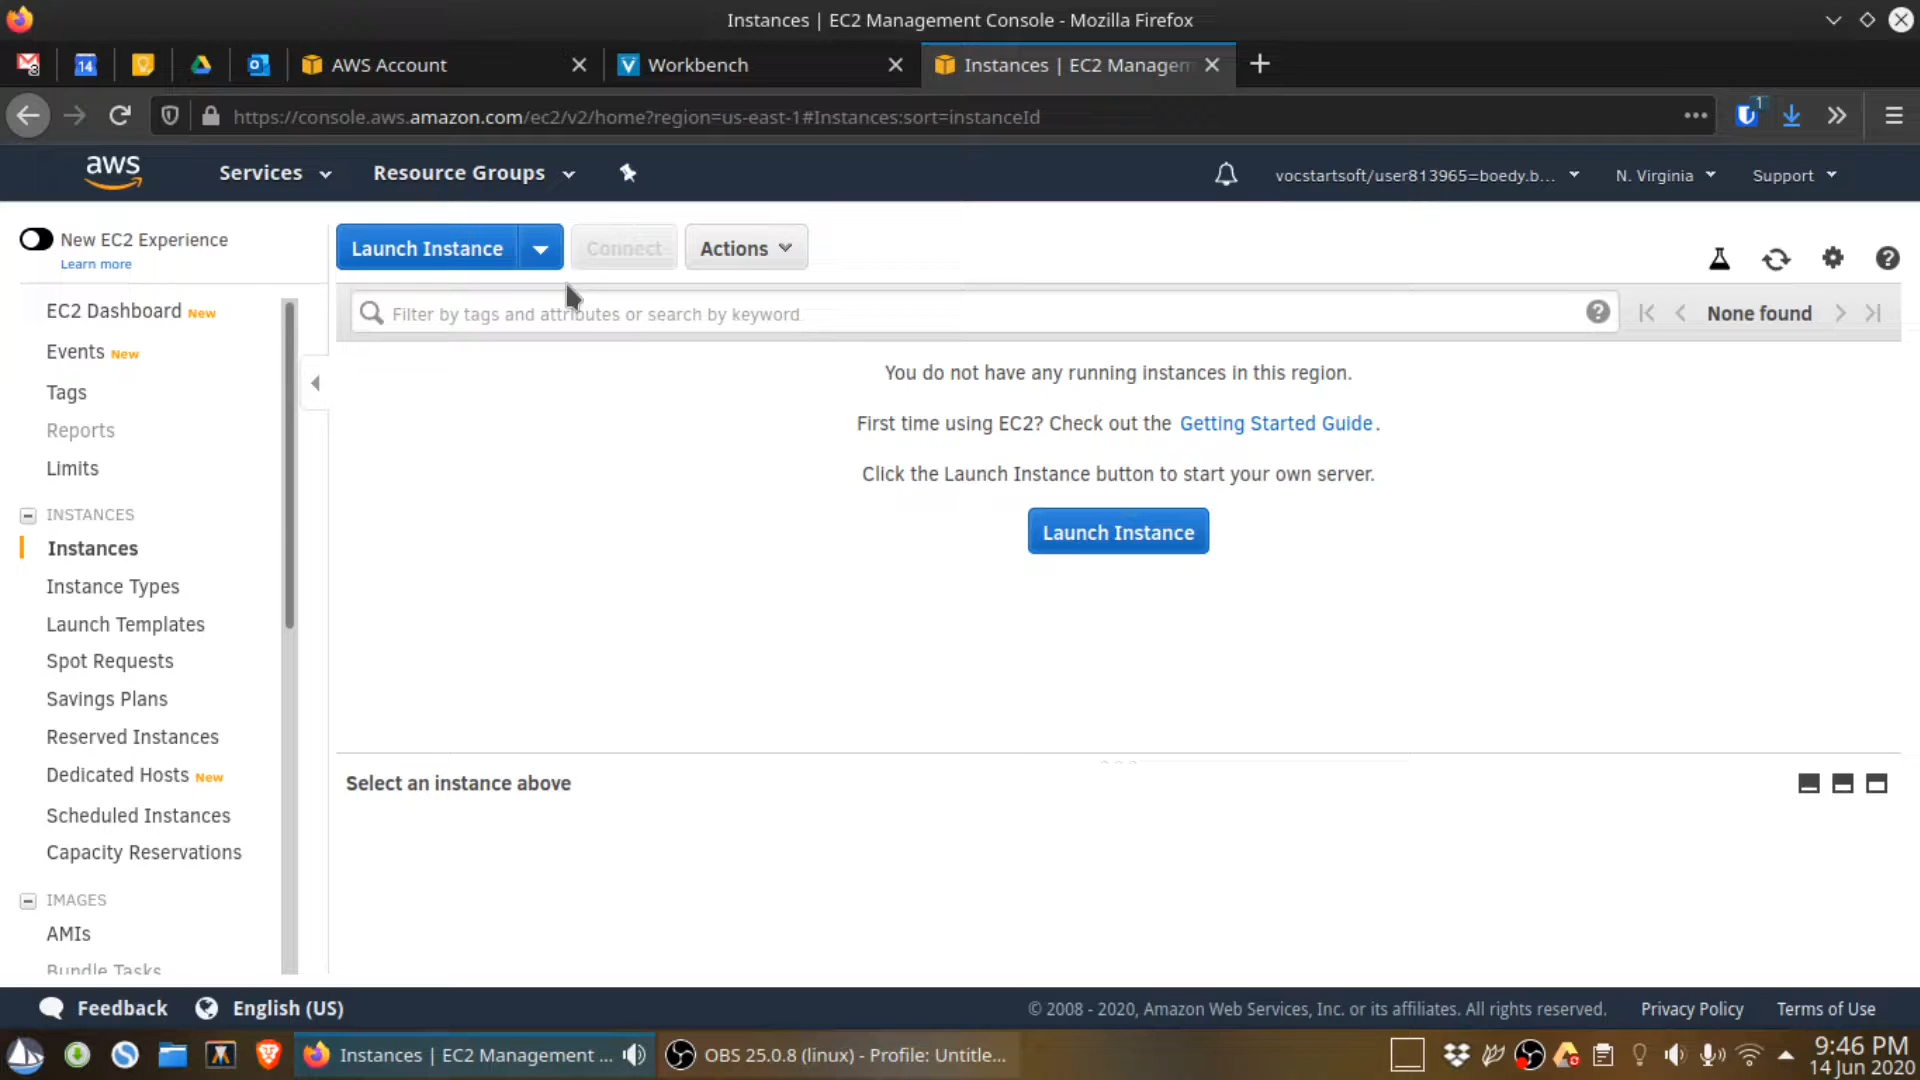 Instances | EC2 Management Console - Mozilla Firefox
3
14
AWS Account
Workbench
Instances | EC2 Managem
https://console.aws.amazon.com/ec2/v2/home?region=us-east-1#Instances:sort=instanceId
1
aws
Services
Resource Groups
vocstartsoft/user813965=boedy.b...
N. Virginia
Support
New EC2 Experience
Learn more
Launch Instance
Connect
Actions
Filter by tags and attributes or search by keyword
None found
EC2 Dashboard New
Events New
Tags
Reports
Limits
INSTANCES
Instances
Instance Types
Launch Templates
Spot Requests
Savings Plans
Reserved Instances
Dedicated Hosts New
Scheduled Instances
Capacity Reservations
IMAGES
AMIs
Bundle Tasks
You do not have any running instances in this region.
First time using EC2? Check out the Getting Started Guide.
Click the Launch Instance button to start your own server.
Launch Instance
Select an instance above
Feedback
English (US)
© 2008 - 2020, Amazon Web Services, Inc. or its affiliates. All rights reserved.
Privacy Policy
Terms of Use
Instances | EC2 Management ...
OBS 25.0.8 (linux) - Profile: Untitle...
9:46 PM
14 Jun 2020